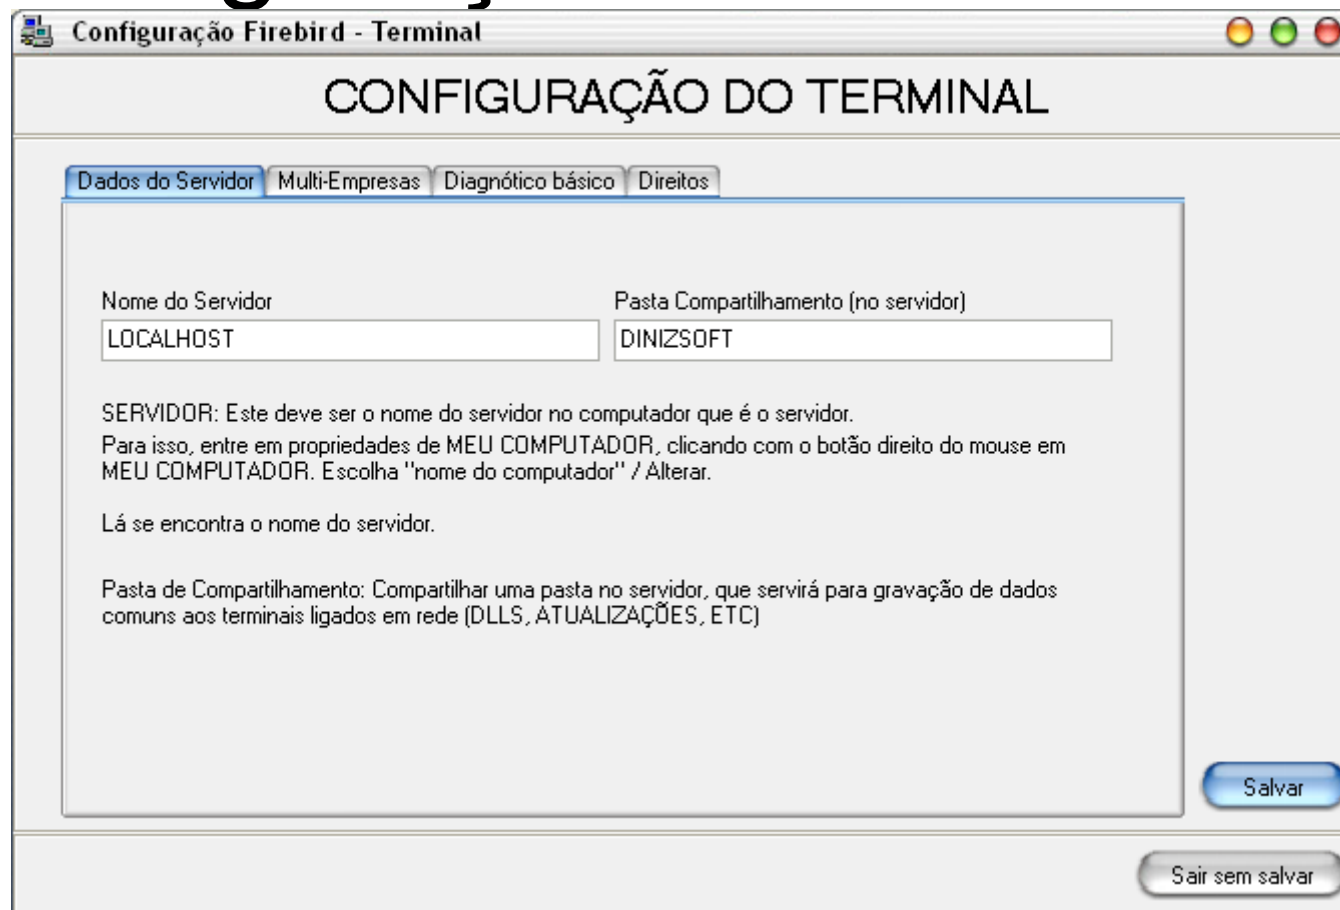 Configuração Firebird - Terminal
CONFIGURAÇÃO DO TERMINAL
Dados do Servidor Multi-Empresas Diagnótico básico Direitos
Nome do Servidor Pasta Compartilhamento (no servidor)
LOCALHOST DINIZSOFT
SERVIDOR: Este deve ser o nome do servidor no computador que é o servidor.
Para isso, entre em propriedades de MEU COMPUTADOR, clicando com o botão direito do mouse em
MEU COMPUTADOR. Escolha "nome do computador" / Alterar.
Lá se encontra o nome do servidor.
Pasta de Compartilhamento: Compartilhar uma pasta no servidor, que servirá para gravação de dados
comuns aos terminais ligados em rede (DLLS, ATUALIZAÇÕES, ETC)
Salvar
Sair sem salvar